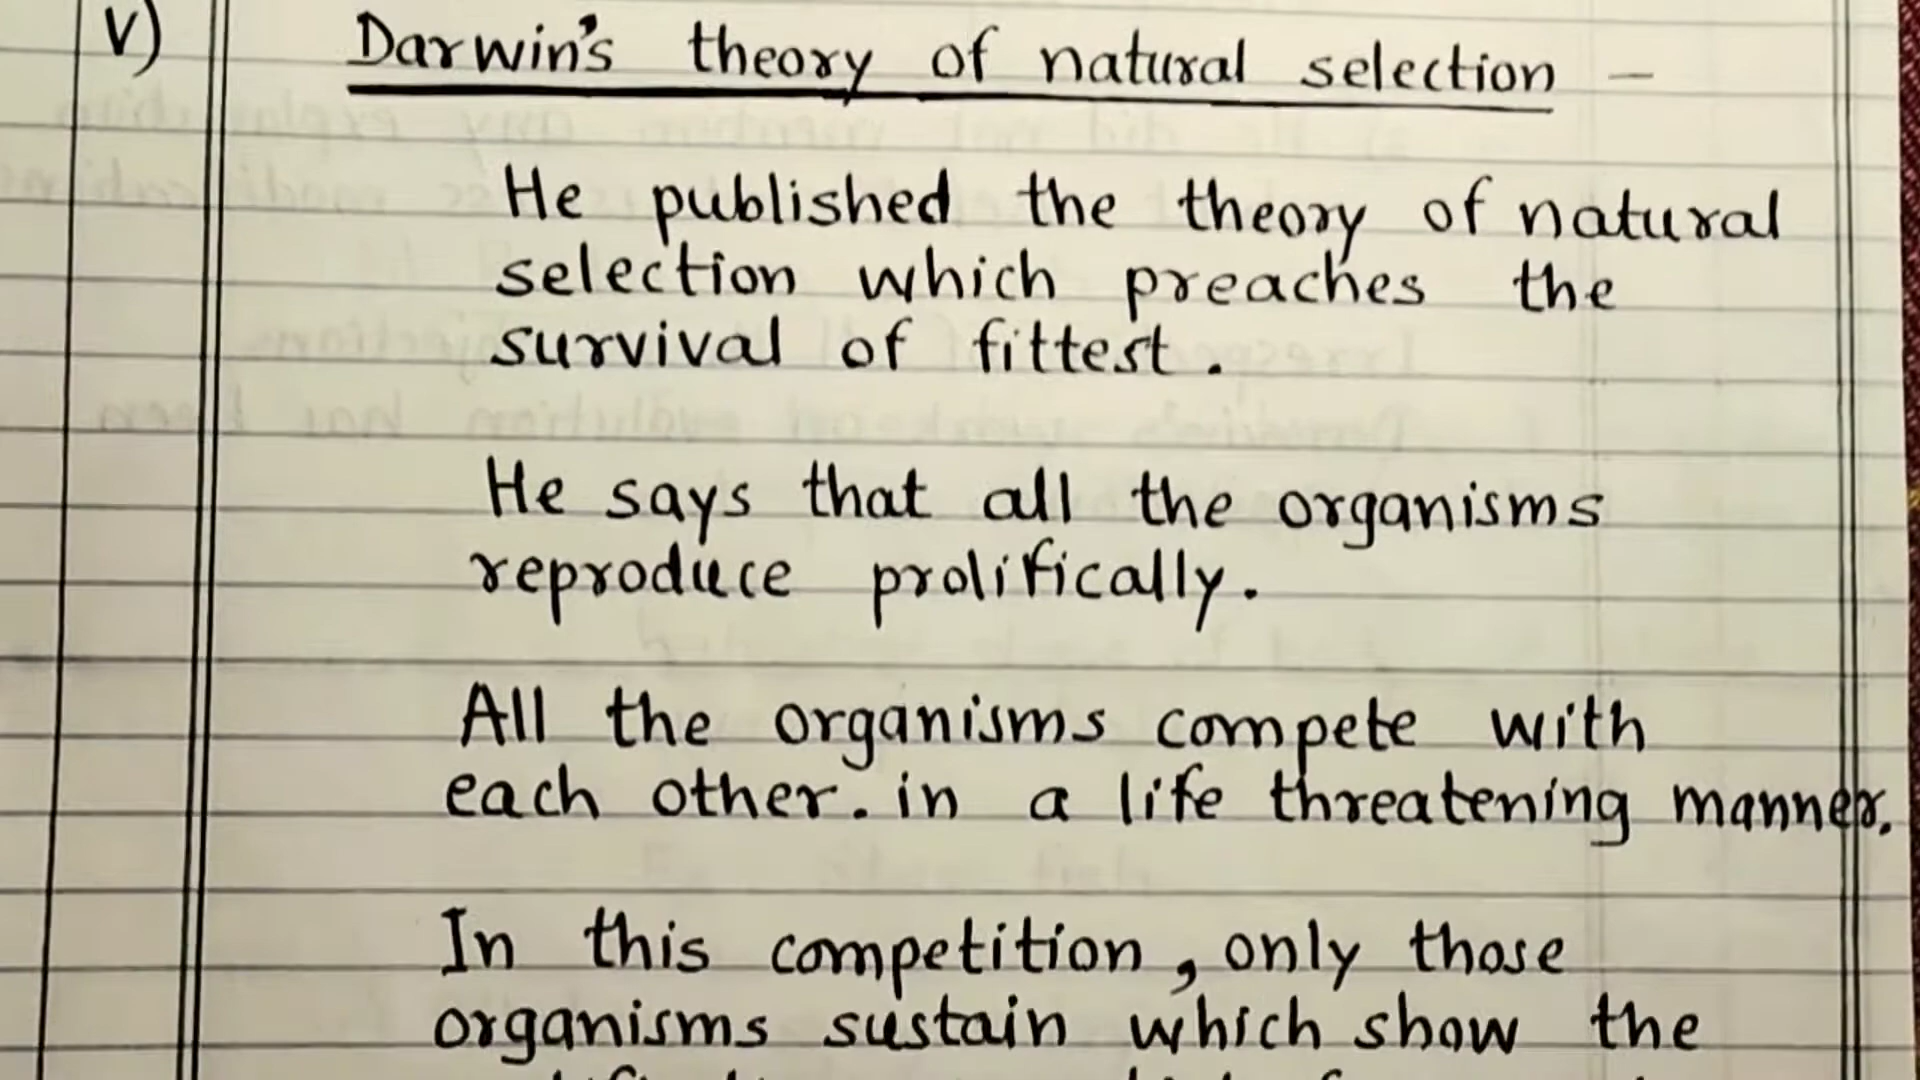 v)
Darwin's theory of natural selection —
He published the theory of natural
selection which preaches the
survival of fittest.
He says that all the organisms
reproduce prolifically.
All the organisms compete with
each other. in a life threatening manner.
In this competition, only those
organisms sustain which show the